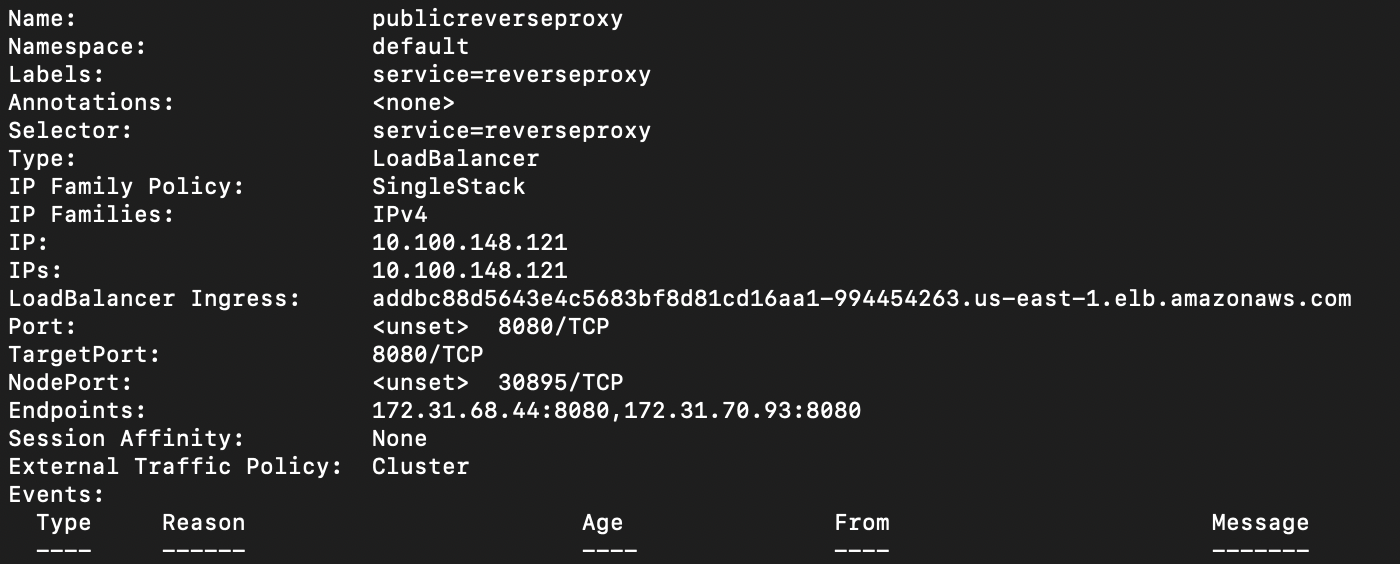 Name:                     publicreverseproxy
Namespace:                default
Labels:                   service=reverseproxy
Annotations:              <none>
Selector:                 service=reverseproxy
Type:                     LoadBalancer
IP Family Policy:         SingleStack
IP Families:              IPv4
IP:                       10.100.148.121
IPs:                      10.100.148.121
LoadBalancer Ingress:     addbc88d5643e4c5683bf8d81cd16aa1-994454263.us-east-1.elb.amazonaws.com
Port:                     <unset>  8080/TCP
TargetPort:               8080/TCP
NodePort:                 <unset>  30895/TCP
Endpoints:                172.31.68.44:8080,172.31.70.93:8080
Session Affinity:         None
External Traffic Policy:  Cluster
Events:
  Type     Reason                        Age               From                       Message
  ----     ------                        ----              ----                       -------